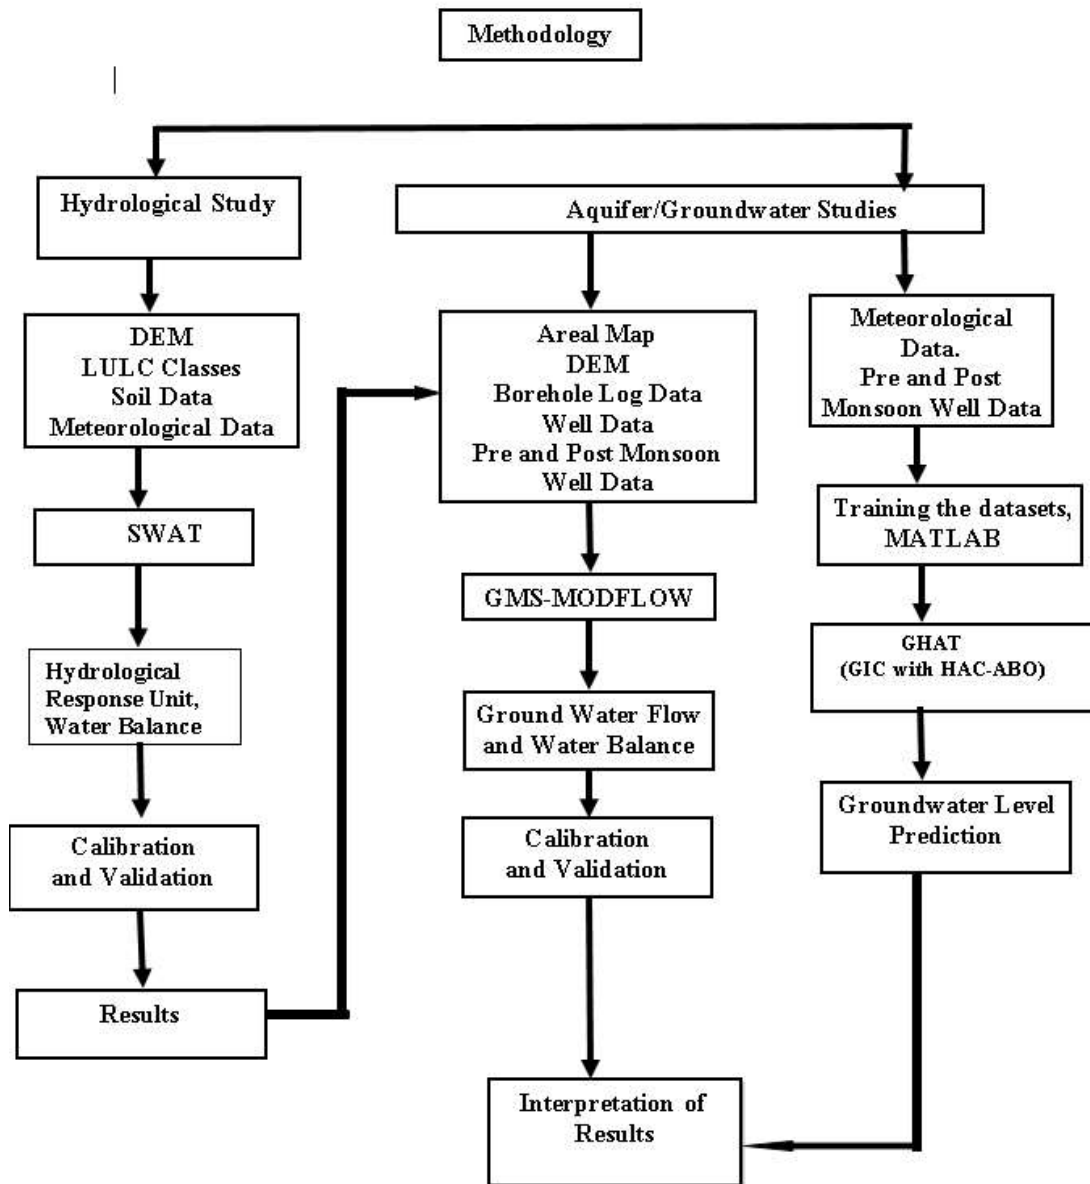 Methodology
Hydrological Study
Aquifer/Groundwater Studies
DEM
LULC Classes
Soil Data
Meteorological Data
Areal Map
DEM
Borehole Log Data
Well Data
Pre and Post Monsoon
Well Data
Meteorological
Data.
Pre and Post
Monsoon Well Data
SWAT
GMS-MODFLOW
Training the datasets,
MATLAB
Hydrological
Response Unit,
Water Balance
Ground Water Flow
and Water Balance
GHAT
(GIC with HAC-ABO)
Calibration
and Validation
Calibration
and Validation
Groundwater Level
Prediction
Results
Interpretation of
Results